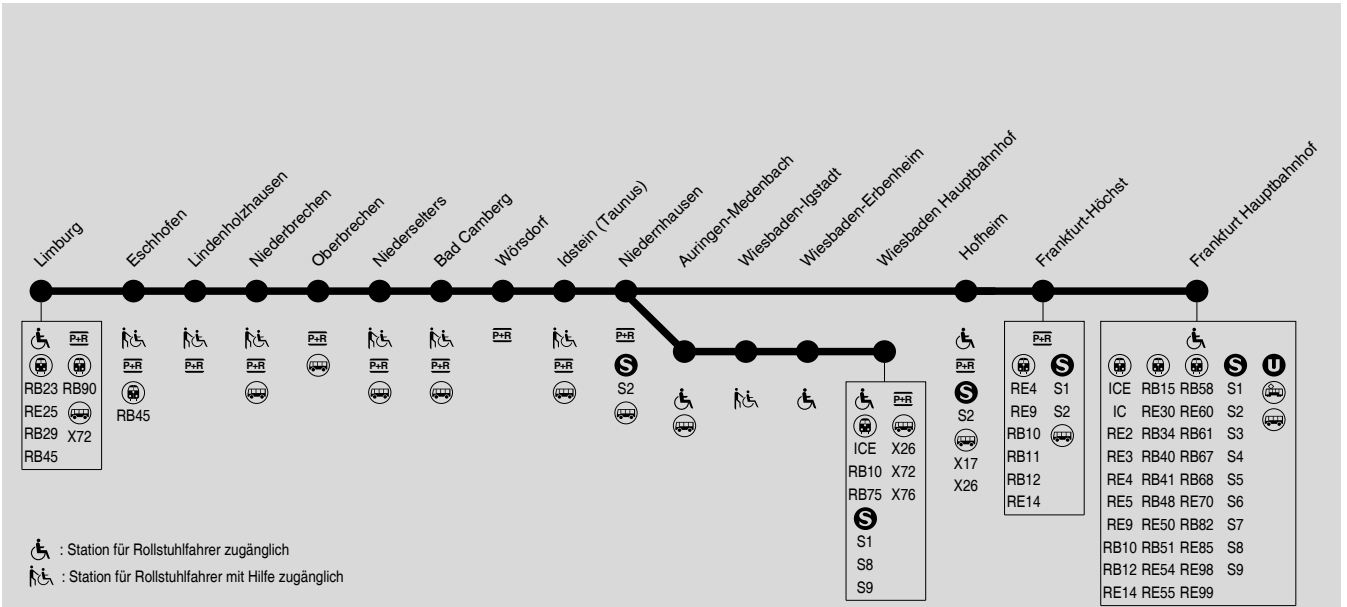 Limburg
Eschhofen
Lindenholzhausen
Niederbrechen
Oberbrechen
Niederselters
Bad Camberg
Wörsdorf
Idstein (Taunus)
Niedernhausen
Auringen-Medenbach
Wiesbaden-Igstadt
Wiesbaden-Erbenheim
Wiesbaden Hauptbahnhof
Hofheim
Frankfurt-Höchst
Frankfurt Hauptbahnhof
P+R
RB23 RB90
RE25
RB29 X72
RB45
P+R
RB45
P+R
P+R
P+R
P+R
P+R
P+R
P+R
P+R
S
S2
P+R
ICE X26
RB10 X72
RB75 X76
S
S1
S8
S9
P+R
S
S2
X17
X26
P+R
S
RE4 S1
RE9 S2
RB10
RB11
RB12
RE14
S U
ICE RB15 RB58 S1
IC RE30 RE60 S2
RE2 RB34 RB61 S3
RE3 RB40 RB67 S4
RE4 RB41 RB68 S5
RE5 RB48 RE70 S6
RE9 RE50 RB82 S7
RB10 RB51 RE85 S8
RB12 RE54 RE98 S9
RE14 RE55 RE99
: Station für Rollstuhlfahrer zugänglich
: Station für Rollstuhlfahrer mit Hilfe zugänglich